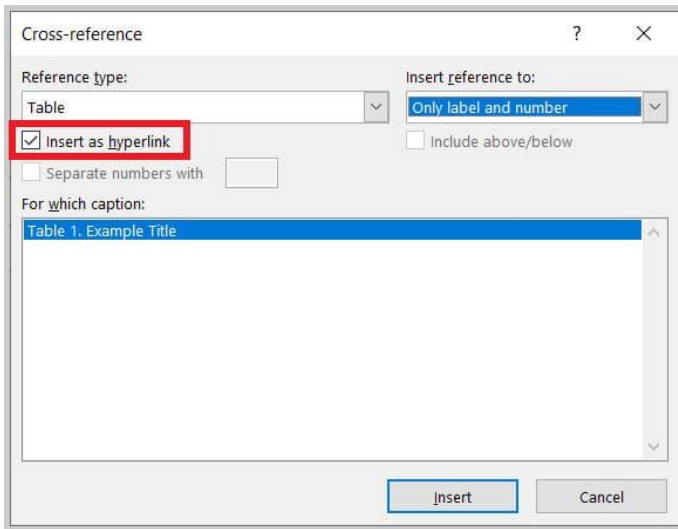 Cross-reference ?
Reference type:
Table
Insert reference to:
Only label and number
Insert as hyperlink
Include above/below
Separate numbers with
For which caption:
Table 1. Example Title
Insert
Cancel